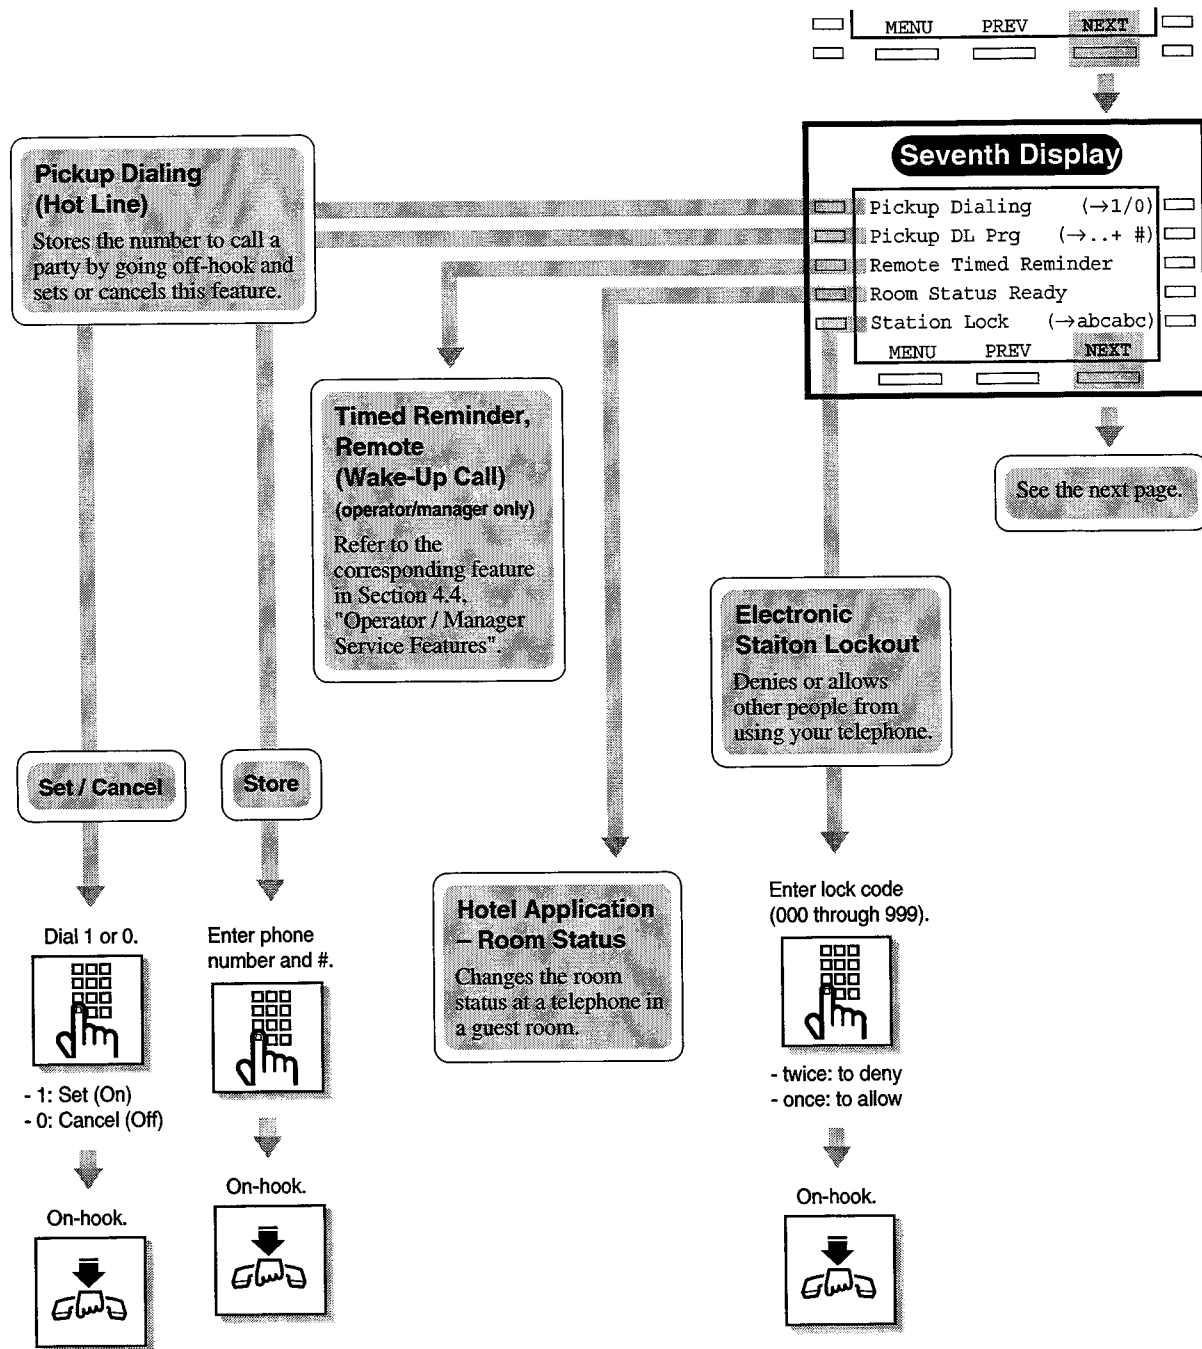 MENU PREV NEXT
Seventh Display
Pickup Dialing (→1/0)
Pickup DL Prg (→..+ #)
Remote Timed Reminder
Room Status Ready
Station Lock (→abcabc)
MENU PREV NEXT
See the next page.
Pickup Dialing
(Hot Line)
Stores the number to call a
party by going off-hook and
sets or cancels this feature.
Timed Reminder,
Remote
(Wake-Up Call)
(operator/manager only)
Refer to the
corresponding feature
in Section 4.4,
"Operator / Manager
Service Features".
Electronic
Staiton Lockout
Denies or allows
other people from
using your telephone.
Set / Cancel
Store
Hotel Application
– Room Status
Changes the room
status at a telephone in
a guest room.
Dial 1 or 0.
- 1: Set (On)
- 0: Cancel (Off)
On-hook.
Enter phone
number and #.
On-hook.
Enter lock code
(000 through 999).
- twice: to deny
- once: to allow
On-hook.